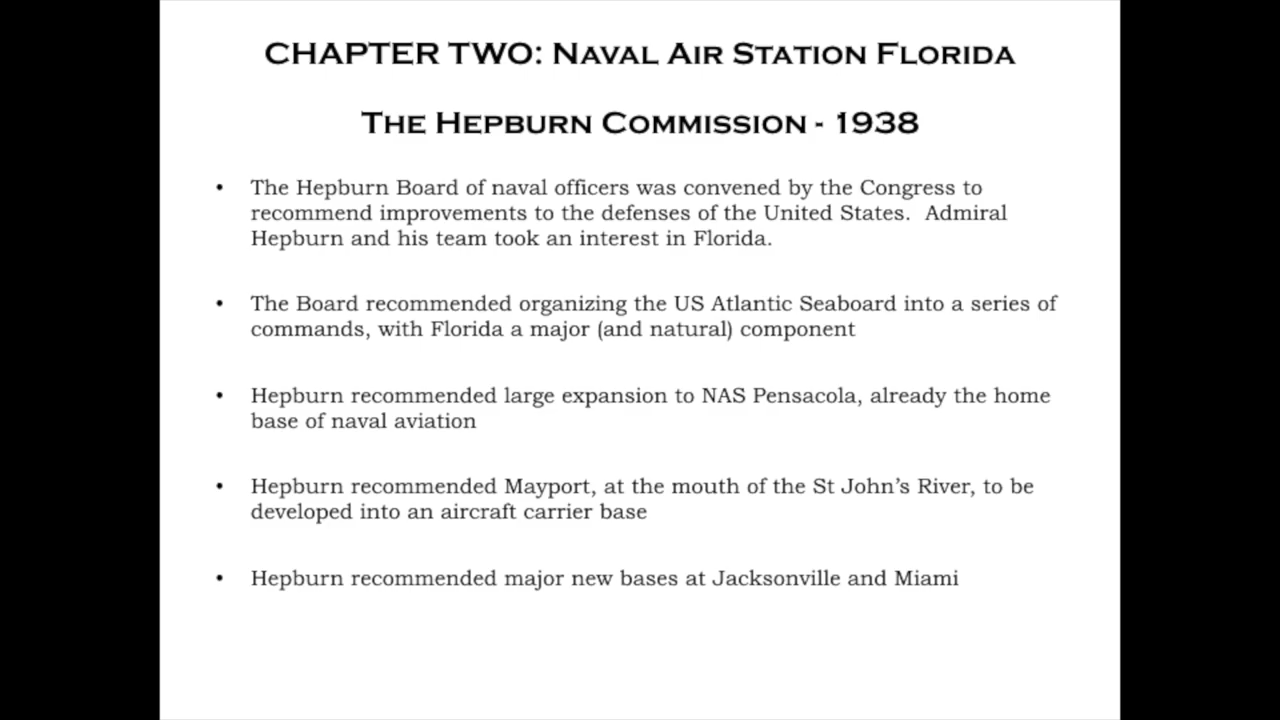 CHAPTER TWO: NAVAL AIR STATION FLORIDA
THE HEPBURN COMMISSION - 1938
• The Hepburn Board of naval officers was convened by the Congress to
recommend improvements to the defenses of the United States.  Admiral
Hepburn and his team took an interest in Florida.
• The Board recommended organizing the US Atlantic Seaboard into a series of
commands, with Florida a major (and natural) component
• Hepburn recommended large expansion to NAS Pensacola, already the home
base of naval aviation
• Hepburn recommended Mayport, at the mouth of the St John’s River, to be
developed into an aircraft carrier base
• Hepburn recommended major new bases at Jacksonville and Miami